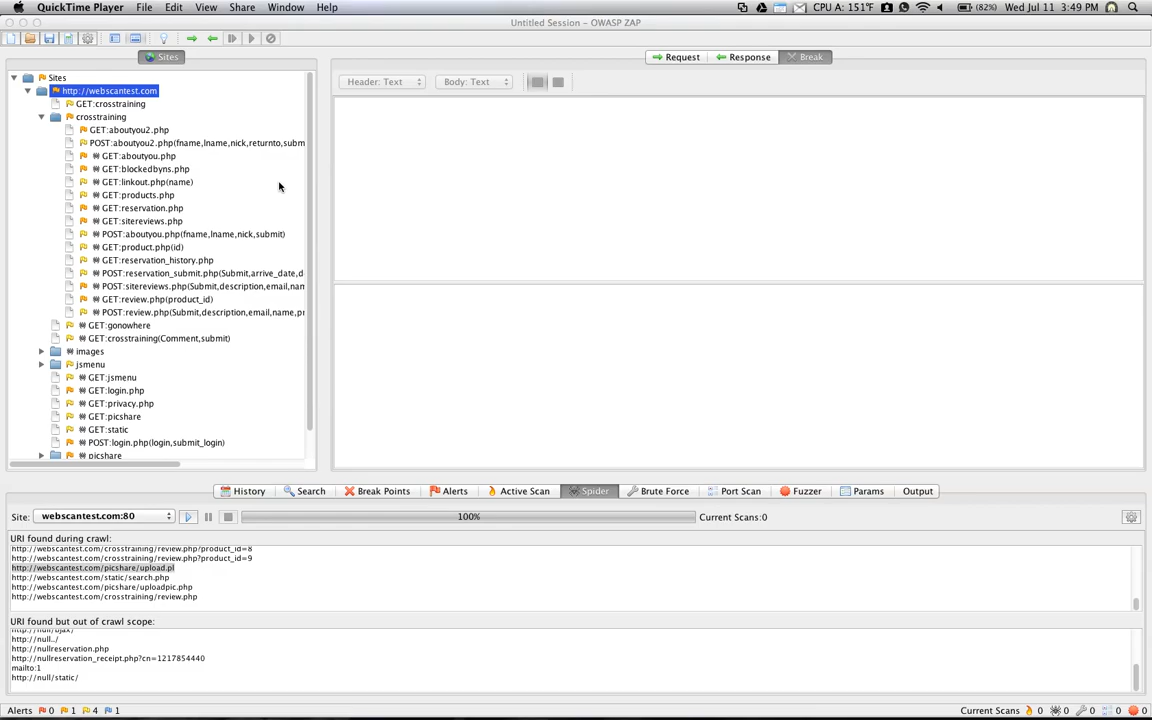 QuickTime Player File Edit View Share Window Help CPU A: 151°F (82%) Wed Jul 11 3:49 PM
Untitled Session - OWASP ZAP
Sites
Request Response Break
Header: Text Body: Text
Sites
http://webscantest.com
GET:crosstraining
crosstraining
GET:aboutyou2.php
POST:aboutyou2.php(fname,lname,nick,returnto,subm
GET:aboutyou.php
GET:blockedbyns.php
GET:linkout.php(name)
GET:products.php
GET:reservation.php
GET:sitereviews.php
POST:aboutyou.php(fname,lname,nick,submit)
GET:product.php(id)
GET:reservation_history.php
POST:reservation_submit.php(Submit,arrive_date,d
POST:sitereviews.php(Submit,description,email,nam
GET:review.php(product_id)
POST:review.php(Submit,description,email,name,pr
GET:gonowhere
GET:crosstraining(Comment,submit)
images
jsmenu
GET:jsmenu
GET:login.php
GET:privacy.php
GET:picshare
GET:static
POST:login.php(login,submit_login)
picshare
History Search Break Points Alerts Active Scan Spider Brute Force Port Scan Fuzzer Params Output
Site: webscantest.com:80 100% Current Scans:0
URI found during crawl:
http://webscantest.com/crosstraining/review.php?product_id=8
http://webscantest.com/crosstraining/review.php?product_id=9
http://webscantest.com/picshare/upload.pl
http://webscantest.com/static/search.php
http://webscantest.com/picshare/uploadpic.php
http://webscantest.com/crosstraining/review.php
URI found but out of crawl scope:
http://null/bjax/
http://null../
http://nullreservation.php
http://nullreservation_receipt.php?cn=1217854440
mailto:1
http://null/static/
Alerts 0 1 4 1 Current Scans 0 0 0 0 0